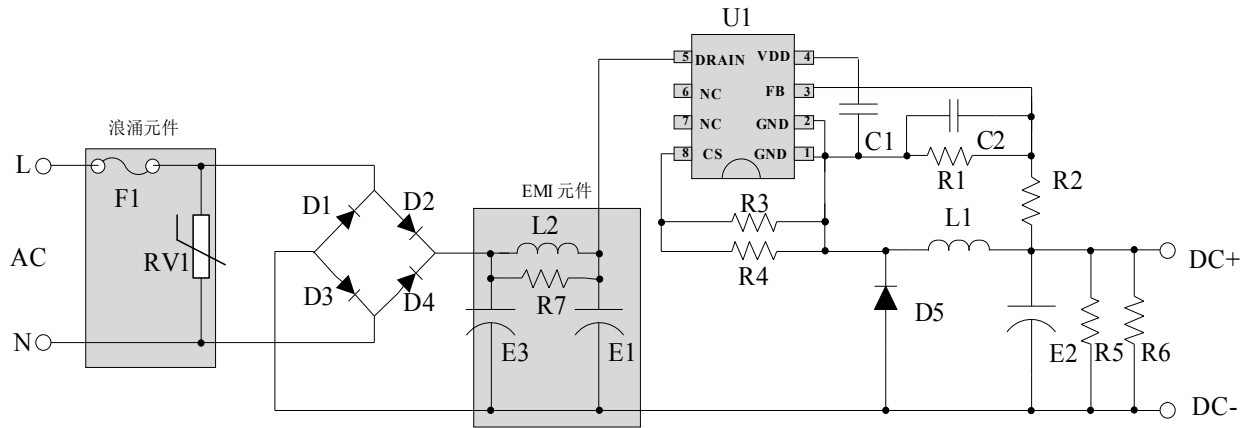 U1
5 DRAIN VDD 4
6 NC FB 3
7 NC GND 2
8 CS GND 1
浪涌元件
L
F1
AC
RV1
N
D1
D2
D3
D4
EMI 元件
L2
R7
E3
E1
C1
C2
R1
R2
R3
R4
L1
D5
E2
R5
R6
DC+
DC-